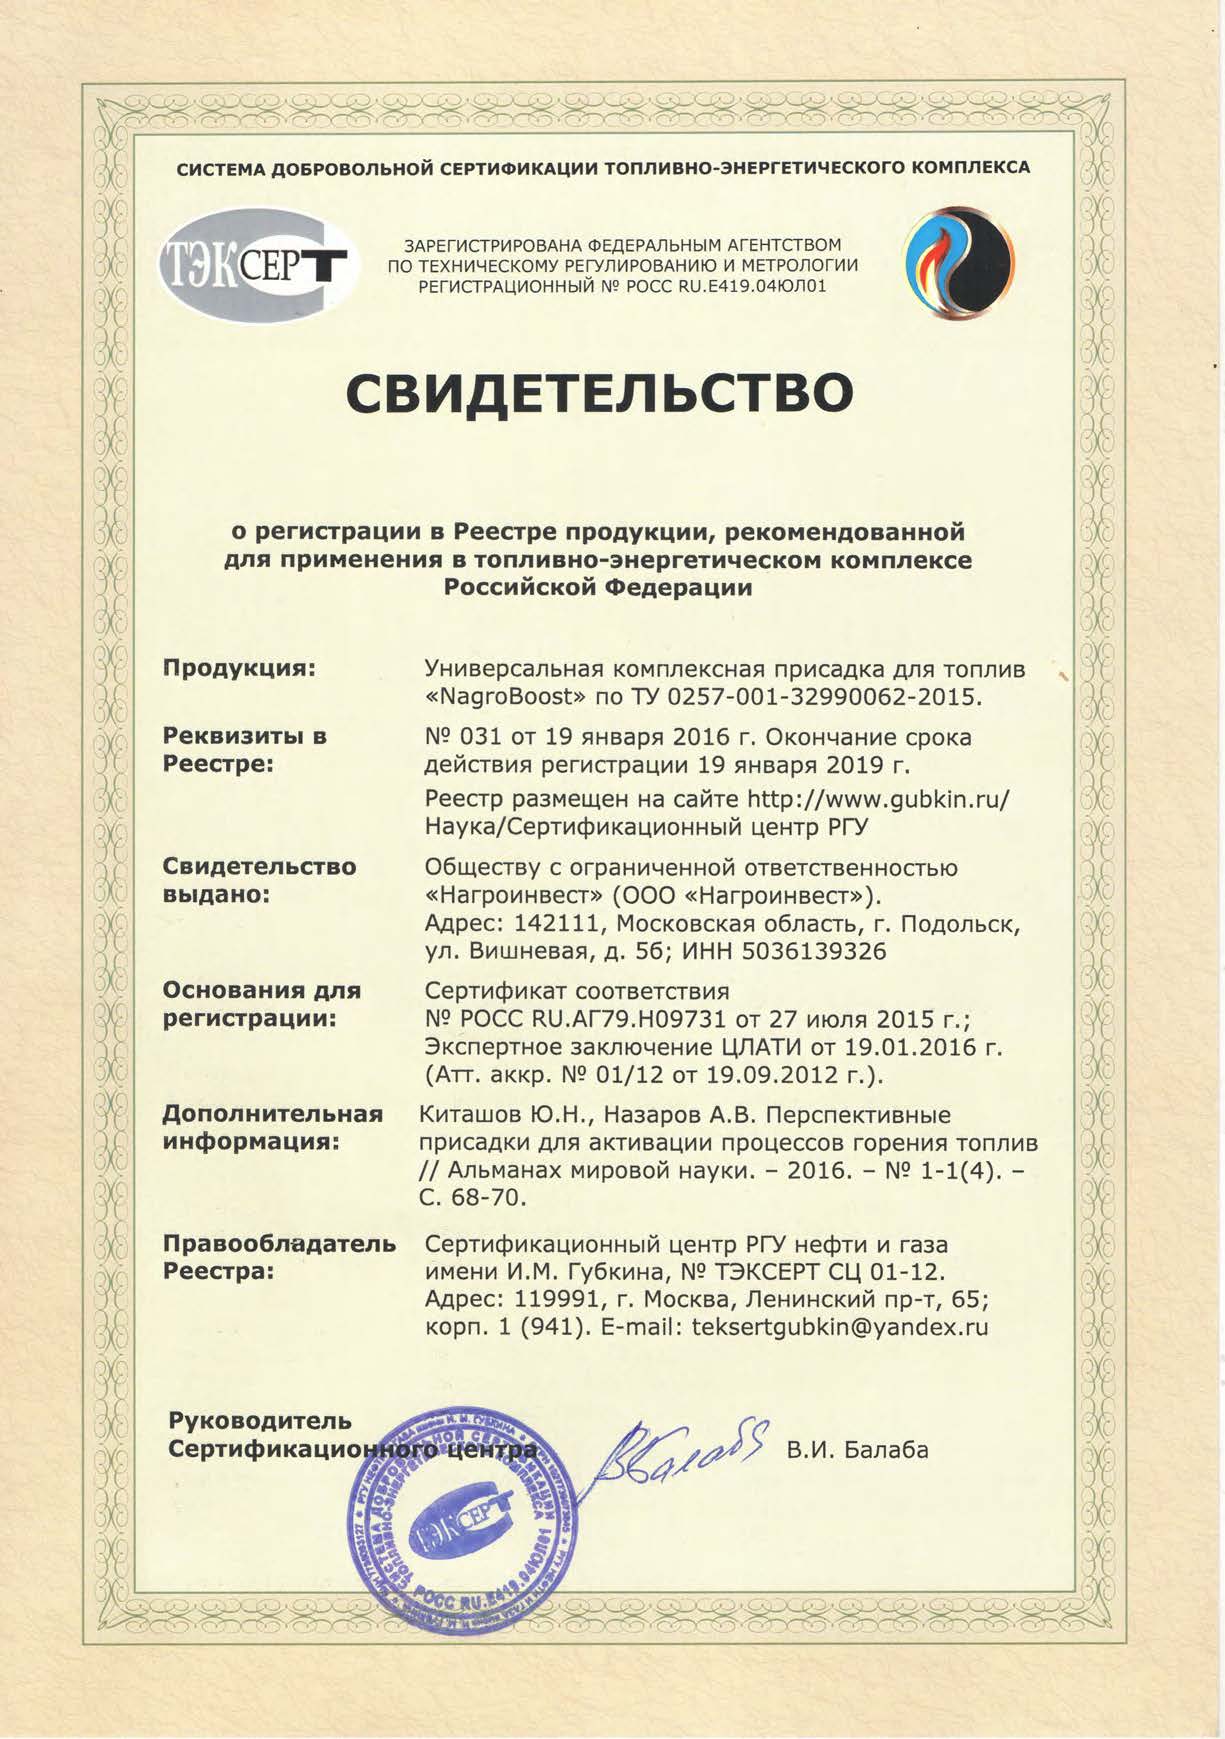 СИСТЕМА ДОБРОВОЛЬНОЙ СЕРТИФИКАЦИИ ТОПЛИВНО-ЭНЕРГЕТИЧЕСКОГО КОМПЛЕКСА
ТЭКСЕРТ
ЗАРЕГИСТРИРОВАНА ФЕДЕРАЛЬНЫМ АГЕНТСТВОМ
ПО ТЕХНИЧЕСКОМУ РЕГУЛИРОВАНИЮ И МЕТРОЛОГИИ
РЕГИСТРАЦИОННЫЙ № РОСС RU.Е419.04ЮЛ01
СВИДЕТЕЛЬСТВО
о регистрации в Реестре продукции, рекомендованной
для применения в топливно-энергетическом комплексе
Российской Федерации
Продукция: Универсальная комплексная присадка для топлив
«NagroBoost» по ТУ 0257-001-32990062-2015.
Реквизиты в № 031 от 19 января 2016 г. Окончание срока
Реестре: действия регистрации 19 января 2019 г.
Реестр размещен на сайте http://www.gubkin.ru/
Наука/Сертификационный центр РГУ
Свидетельство Обществу с ограниченной ответственностью
выдано: «Нагроинвест» (ООО «Нагроинвест»).
Адрес: 142111, Московская область, г. Подольск,
ул. Вишневая, д. 5б; ИНН 5036139326
Основания для Сертификат соответствия
регистрации: № РОСС RU.АГ79.Н09731 от 27 июля 2015 г.;
Экспертное заключение ЦЛАТИ от 19.01.2016 г.
(Атт. аккр. № 01/12 от 19.09.2012 г.).
Дополнительная Киташов Ю.Н., Назаров А.В. Перспективные
информация: присадки для активации процессов горения топлив
// Альманах мировой науки. – 2016. – № 1-1(4). –
С. 68-70.
Правообладатель Сертификационный центр РГУ нефти и газа
Реестра: имени И.М. Губкина, № ТЭКСЕРТ СЦ 01-12.
Адрес: 119991, г. Москва, Ленинский пр-т, 65;
корп. 1 (941). E-mail: teksertgubkin@yandex.ru
Руководитель
Сертификационного центра ВБалаба В.И. Балаба
СИСТЕМА ДОБРОВОЛЬНОЙ СЕРТИФИКАЦИИ
ТОПЛИВНО-ЭНЕРГЕТИЧЕСКОГО КОМПЛЕКСА
ТЭКСЕРТ
РОСС RU.Е419.04ЮЛ01